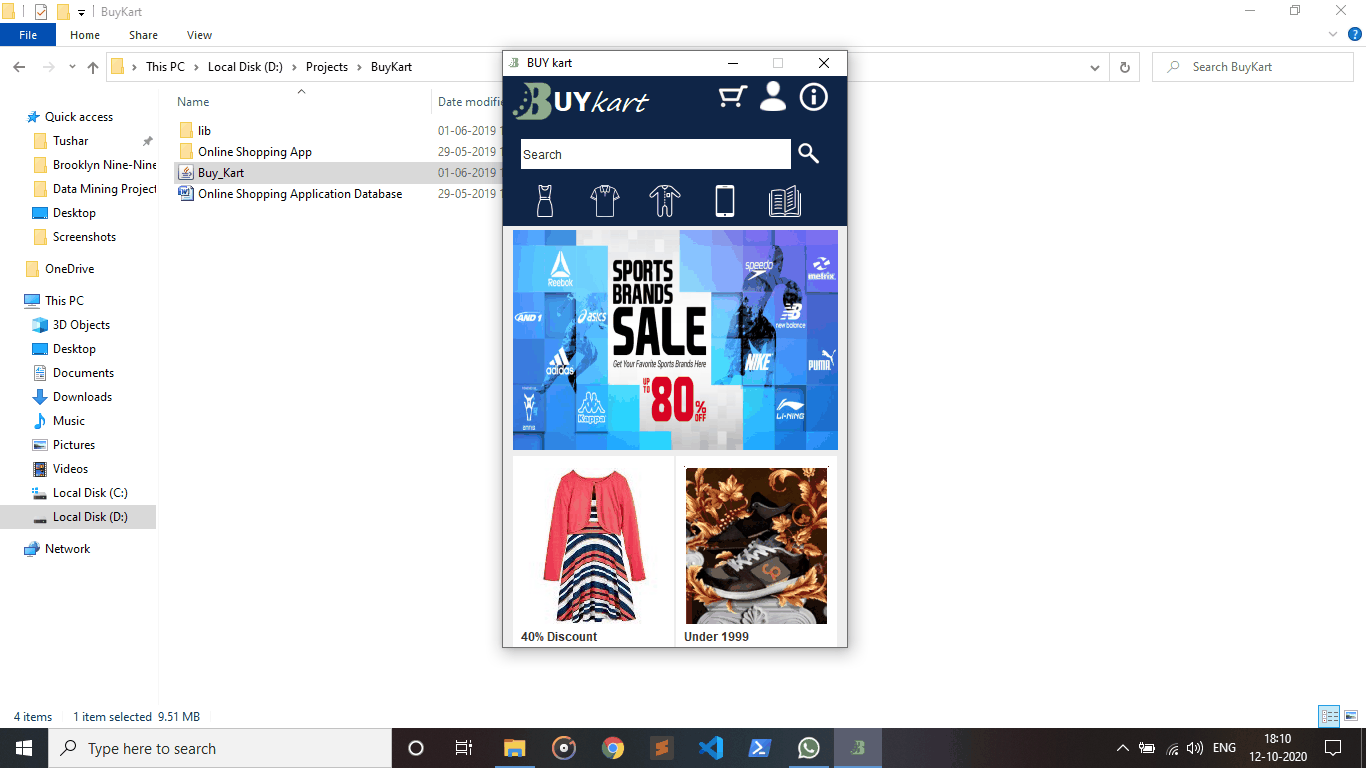 BuyKart
File Home Share View
This PC Local Disk (D:) Projects BuyKart
Search BuyKart
Name
Date modifi
lib
01-06-2019 1
Online Shopping App
29-05-2019 1
Buy_Kart
01-06-2019 1
Online Shopping Application Database
29-05-2019 1
Quick access
Tushar
Brooklyn Nine-Nine
Data Mining Project
Desktop
Screenshots
OneDrive
This PC
3D Objects
Desktop
Documents
Downloads
Music
Pictures
Videos
Local Disk (C:)
Local Disk (D:)
Network
BUY kart
BUYkart
Search
Reebok
speedo
metrix
AND 1
asics
new balance
adidas
NIKE
PUMA
Kappa
LI-NING
SPORTS
BRANDS
SALE
Get Your Favorite Sports Brands Here
UP TO 80% OFF
40% Discount
Under 1999
4 items
1 item selected 9.51 MB
Type here to search
ENG
18:10
12-10-2020